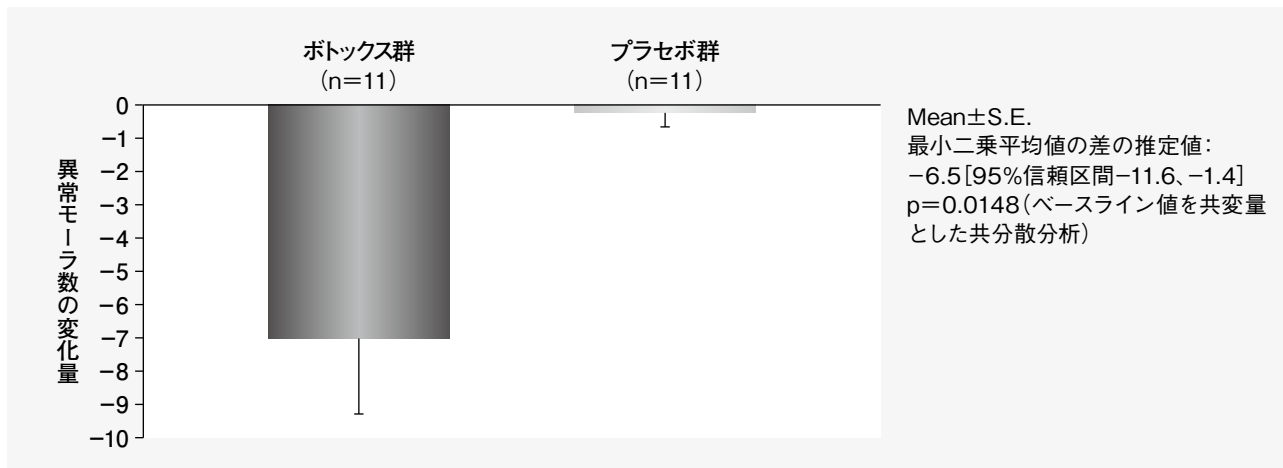 ボトックス群
（n＝11）
プラセボ群
（n＝11）
異常モーラ数の変化量
0
−1
−2
−3
−4
−5
−6
−7
−8
−9
−10
Mean±S.E.
最小二乗平均値の差の推定値：
−6.5［95%信頼区間−11.6、−1.4］
p＝0.0148（ベースライン値を共変量
とした共分散分析）